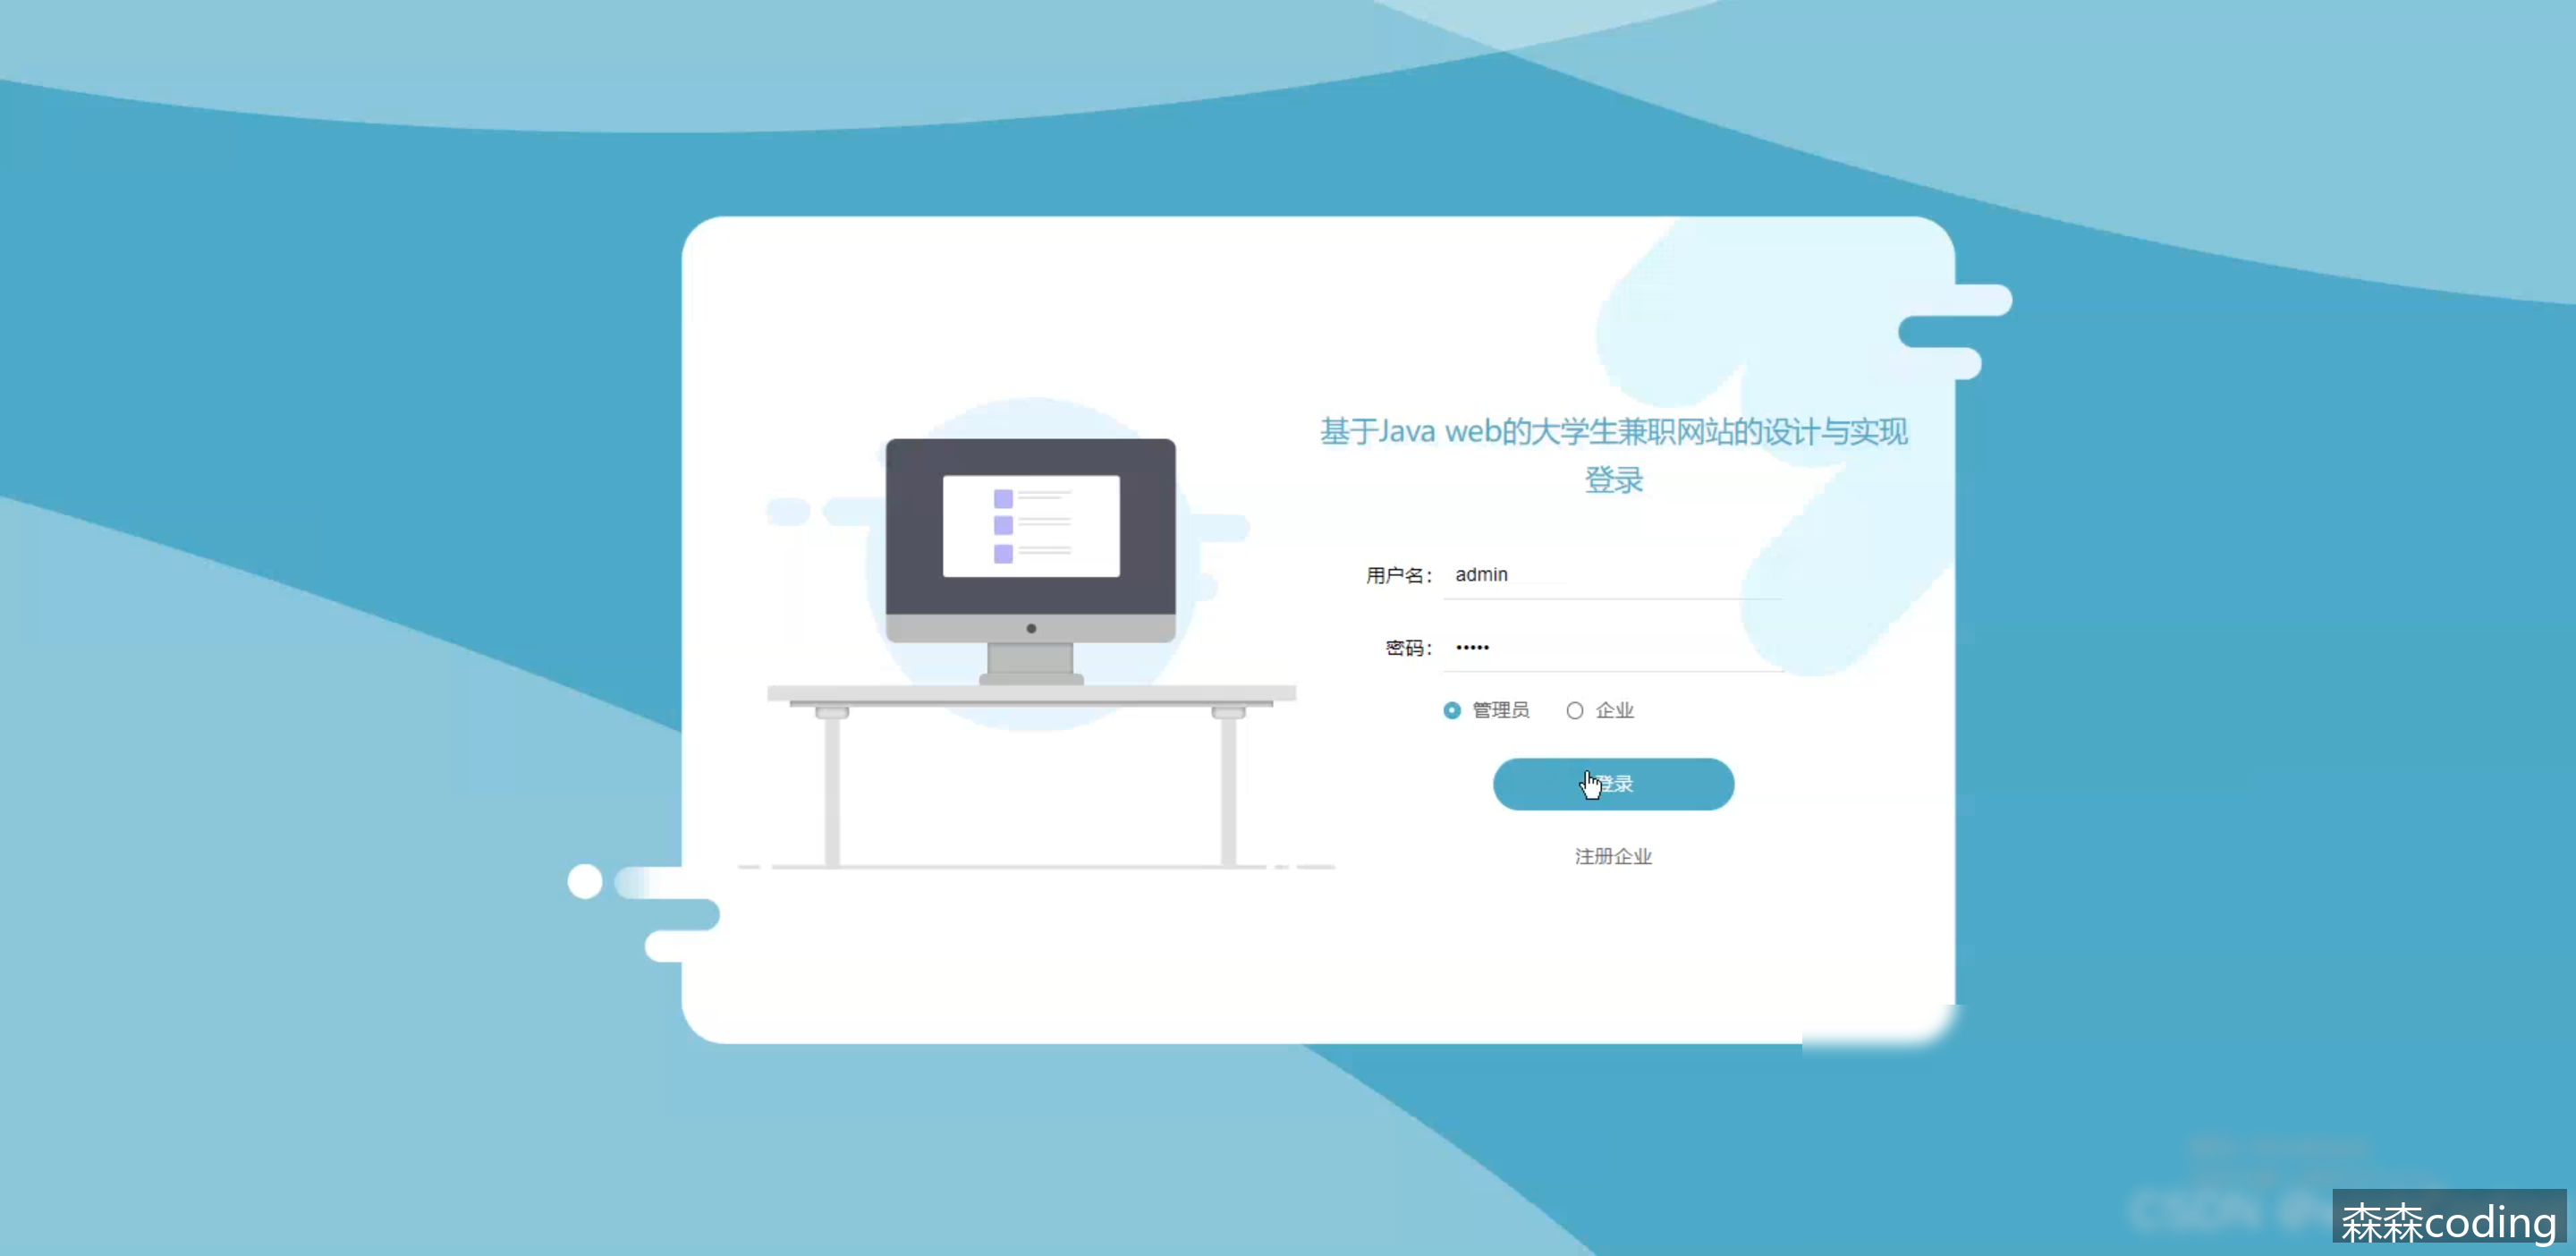 基于Java web的大学生兼职网站的设计与实现
登录
用户名： admin
密码： •••••
管理员 企业
登录
注册企业
森森coding